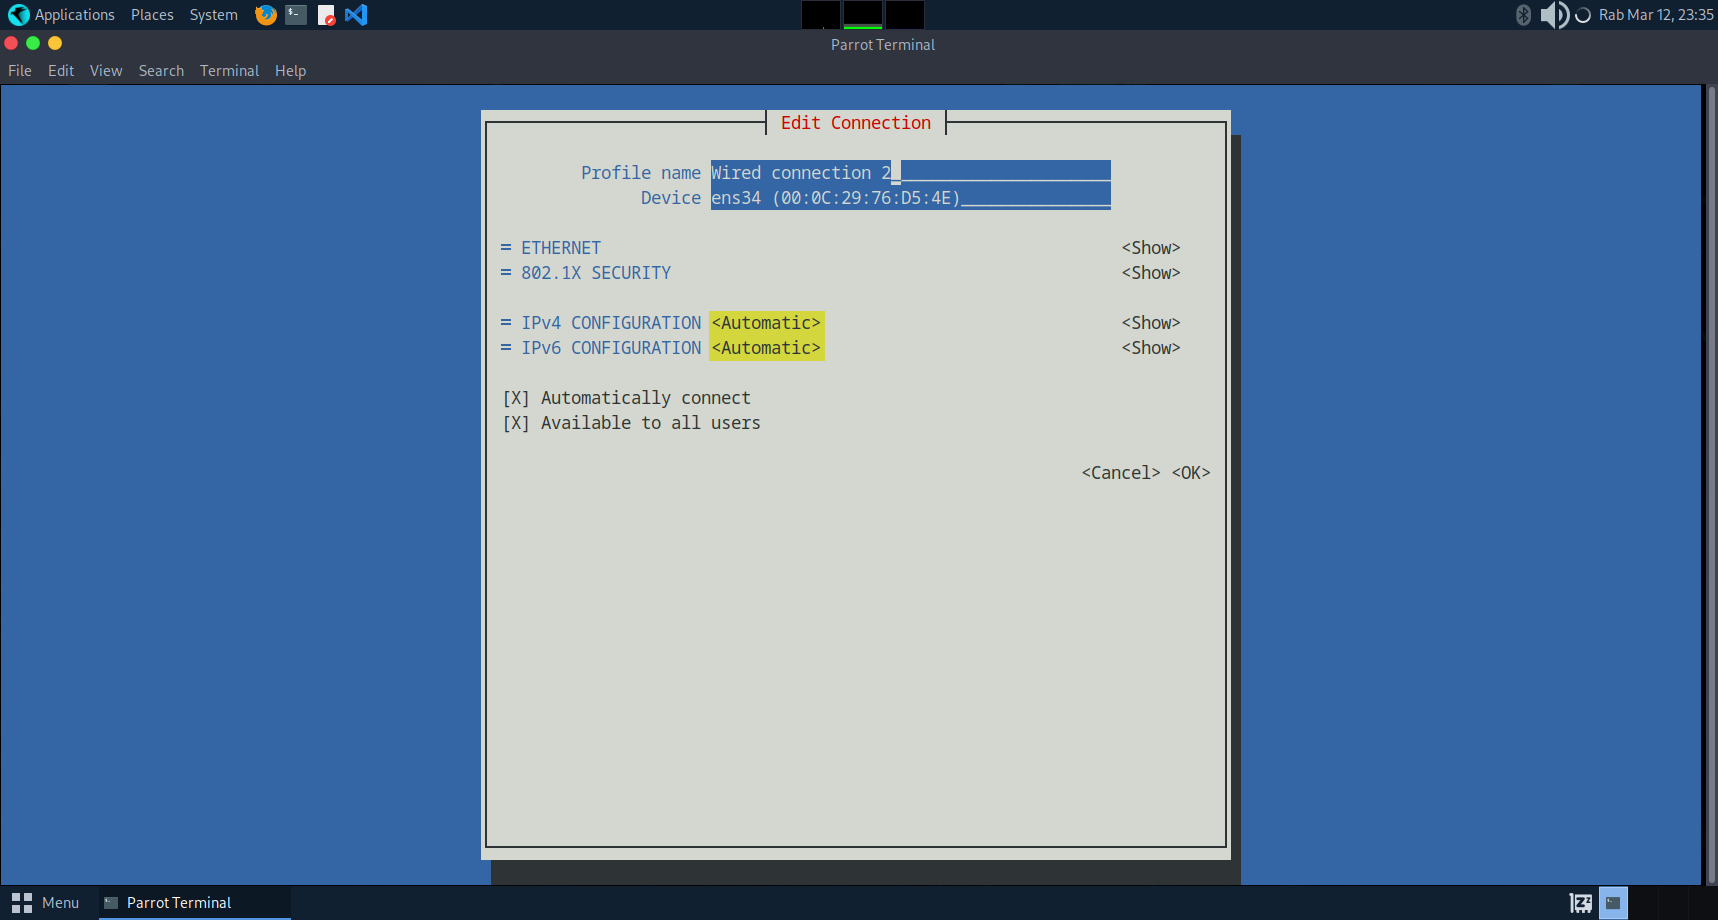 Applications Places System Rab Mar 12, 23:35
Parrot Terminal
File Edit View Search Terminal Help
Edit Connection
Profile name Wired connection 2_____________________
Device ens34 (00:0C:29:76:D5:4E)_______________
= ETHERNET <Show>
= 802.1X SECURITY <Show>
= IPv4 CONFIGURATION <Automatic> <Show>
= IPv6 CONFIGURATION <Automatic> <Show>
[X] Automatically connect
[X] Available to all users
<Cancel> <OK>
Menu Parrot Terminal